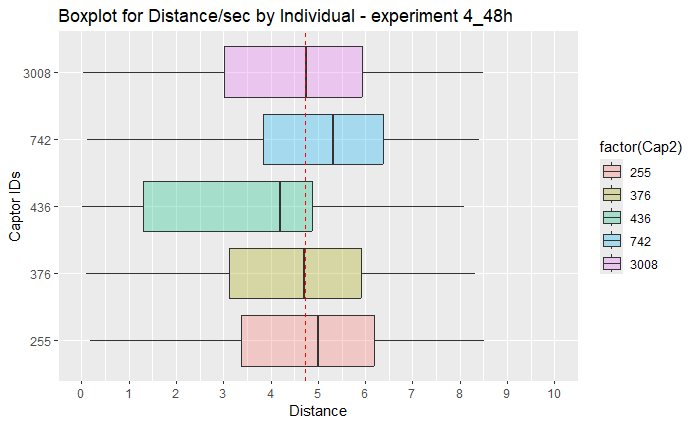 Boxplot for Distance/sec by Individual - experiment 4_48h
Captor IDs
3008
742
436
376
255
0 1 2 3 4 5 6 7 8 9 10
Distance
factor(Cap2)
255
376
436
742
3008